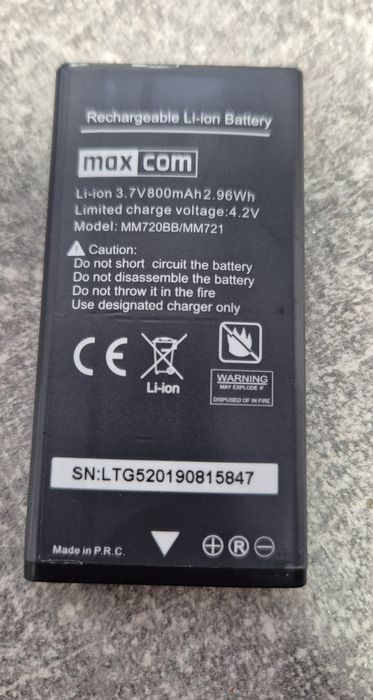 Rechargeable Li-ion Battery
maxcom
Li-ion 3.7V800mAh2.96Wh
Limited charge voltage:4.2V
Model: MM720BB/MM721
Caution:
Do not short circuit the battery
Do not disassemble the battery
Do not throw it in the fire
Use designated charger only
CE
Li-ion
WARNING
MAY EXPLODE IF
DISPOSED OF IN FIRE
SN:LTG520190815847
Made in P.R.C.
+ R −